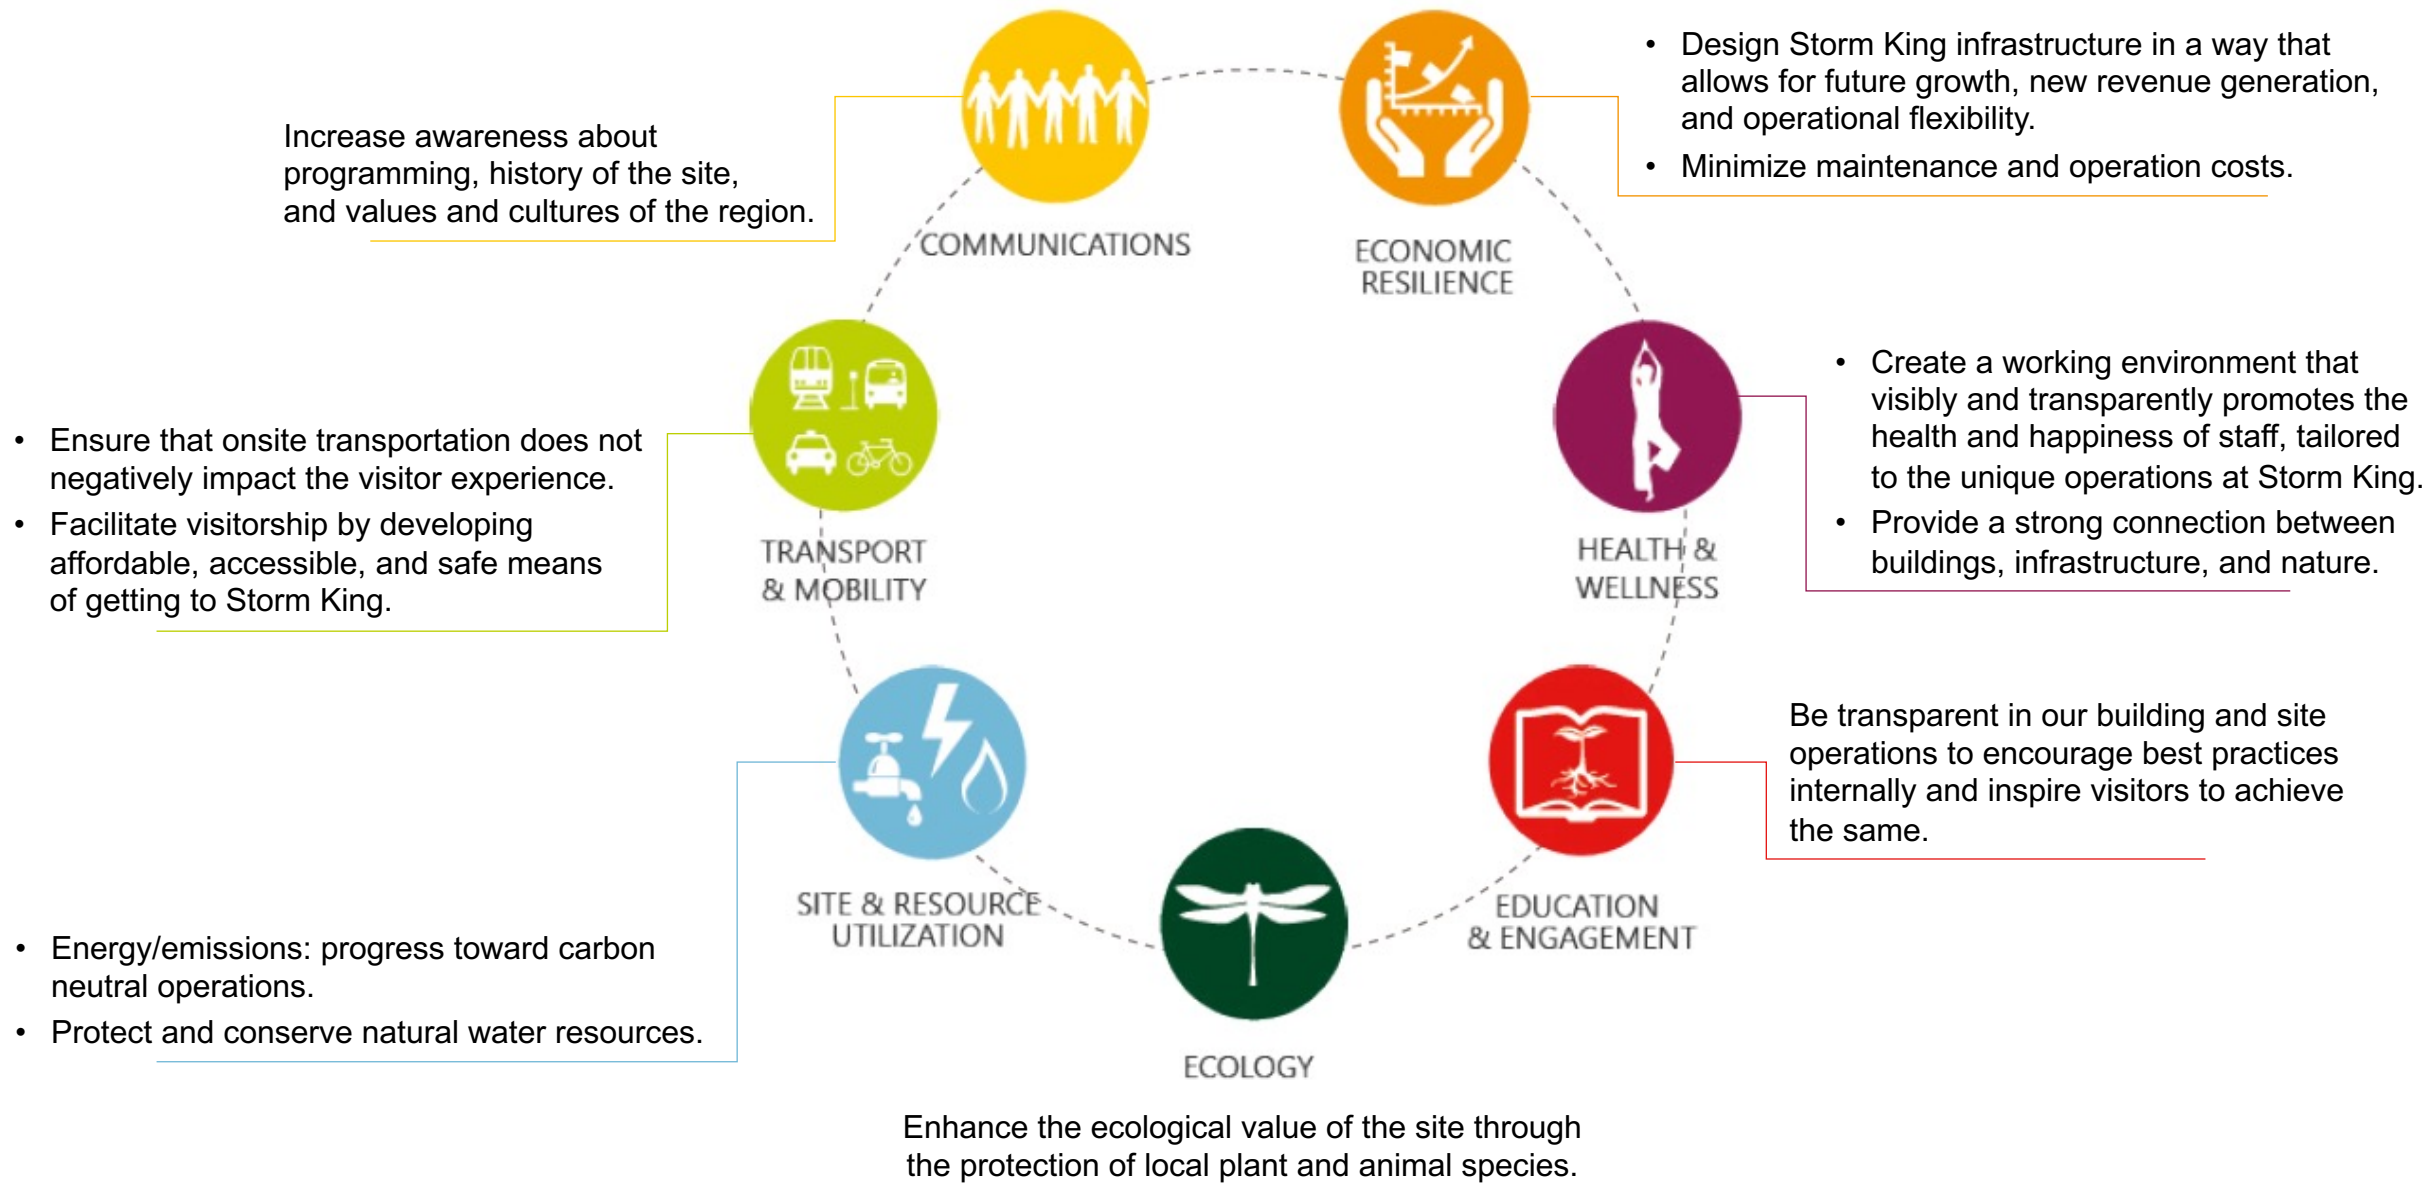 Increase awareness about
programming, history of the site,
and values and cultures of the region.
COMMUNICATIONS
• Design Storm King infrastructure in a way that
allows for future growth, new revenue generation,
and operational flexibility.
• Minimize maintenance and operation costs.
ECONOMIC
RESILIENCE
• Ensure that onsite transportation does not
negatively impact the visitor experience.
• Facilitate visitorship by developing
affordable, accessible, and safe means
of getting to Storm King.
TRANSPORT
& MOBILITY
• Create a working environment that
visibly and transparently promotes the
health and happiness of staff, tailored
to the unique operations at Storm King.
• Provide a strong connection between
buildings, infrastructure, and nature.
HEALTH &
WELLNESS
Be transparent in our building and site
operations to encourage best practices
internally and inspire visitors to achieve
the same.
EDUCATION
& ENGAGEMENT
SITE & RESOURCE
UTILIZATION
• Energy/emissions: progress toward carbon
neutral operations.
• Protect and conserve natural water resources.
ECOLOGY
Enhance the ecological value of the site through
the protection of local plant and animal species.